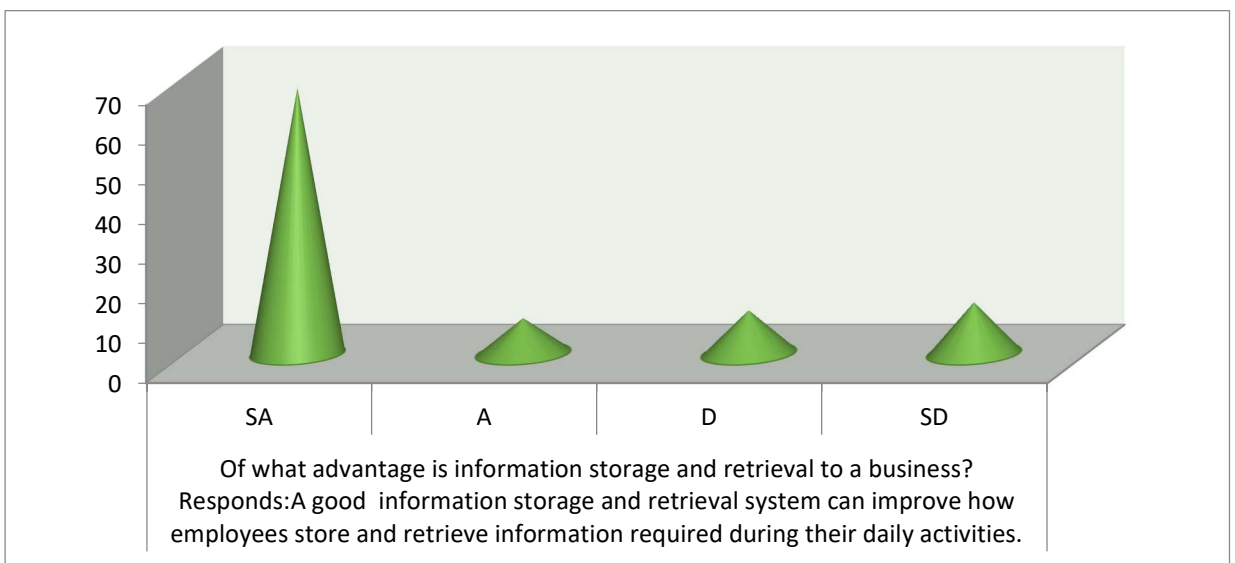 70
60
50
40
30
20
10
0
SA A D SD
Of what advantage is information storage and retrieval to a business?
Responds:A good information storage and retrieval system can improve how
employees store and retrieve information required during their daily activities.